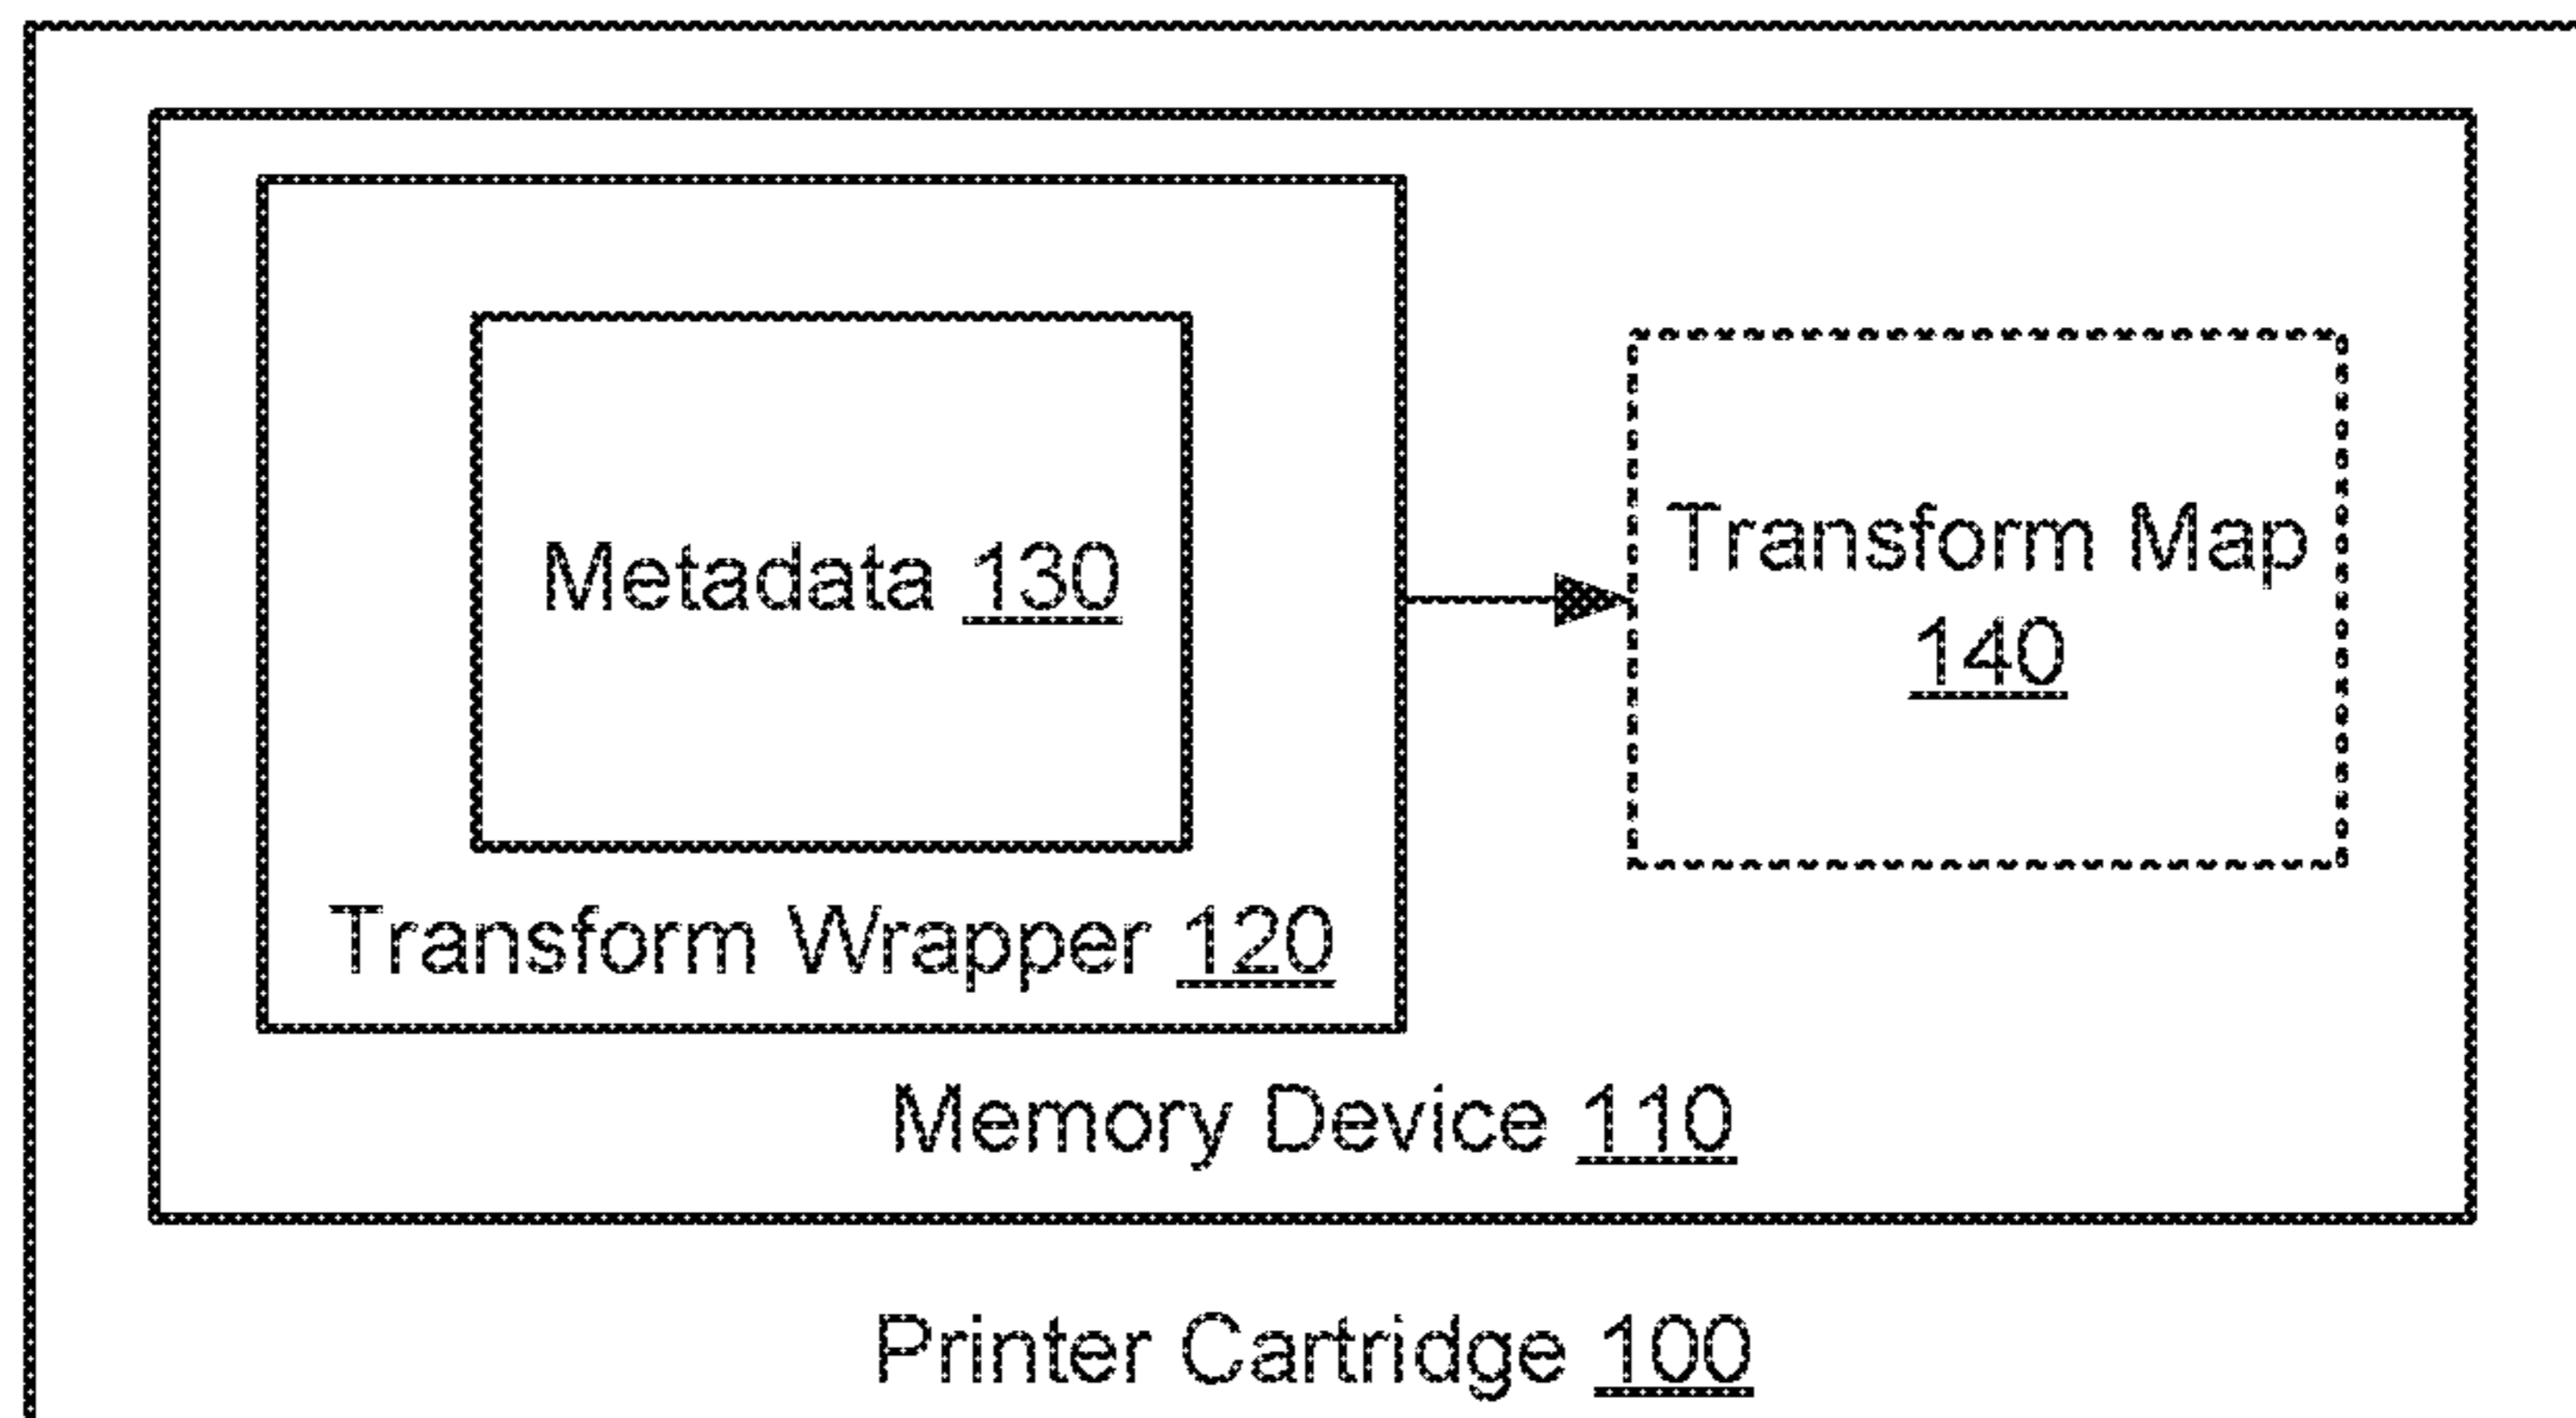 Metadata 130
Transform Map
140
Transform Wrapper 120
Memory Device 110
Printer Cartridge 100